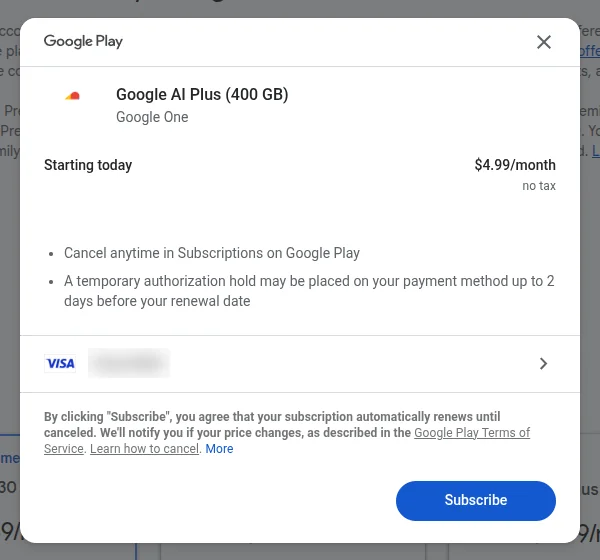 Google Play
Google AI Plus (400 GB)
Google One
Starting today
$4.99/month
no tax
• Cancel anytime in Subscriptions on Google Play
• A temporary authorization hold may be placed on your payment method up to 2
days before your renewal date
VISA
By clicking "Subscribe", you agree that your subscription automatically renews until
canceled. We'll notify you if your price changes, as described in the Google Play Terms of
Service. Learn how to cancel. More
Subscribe